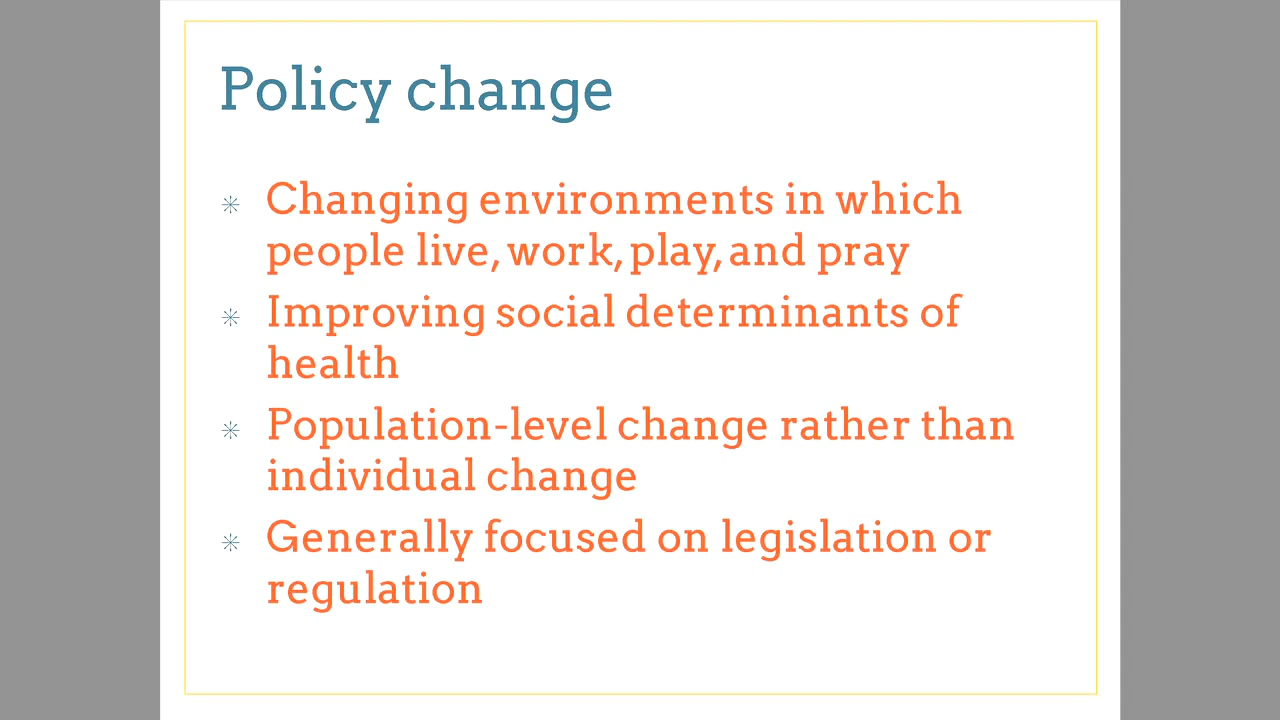 Policy change
Changing environments in which
people live, work, play, and pray
Improving social determinants of
health
Population-level change rather than
individual change
Generally focused on legislation or
regulation